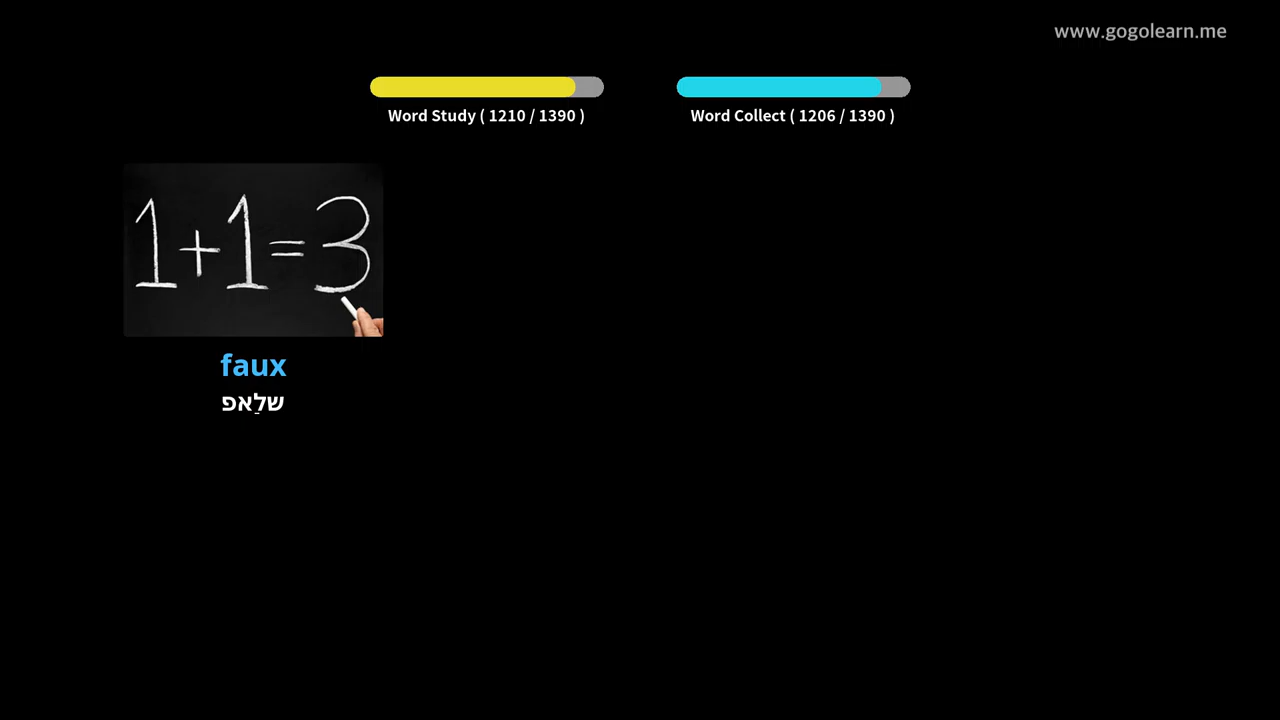 www.gogolearn.me
Word Study ( 1210 / 1390 )
Word Collect ( 1206 / 1390 )
1+1=3
faux
שלַאפ